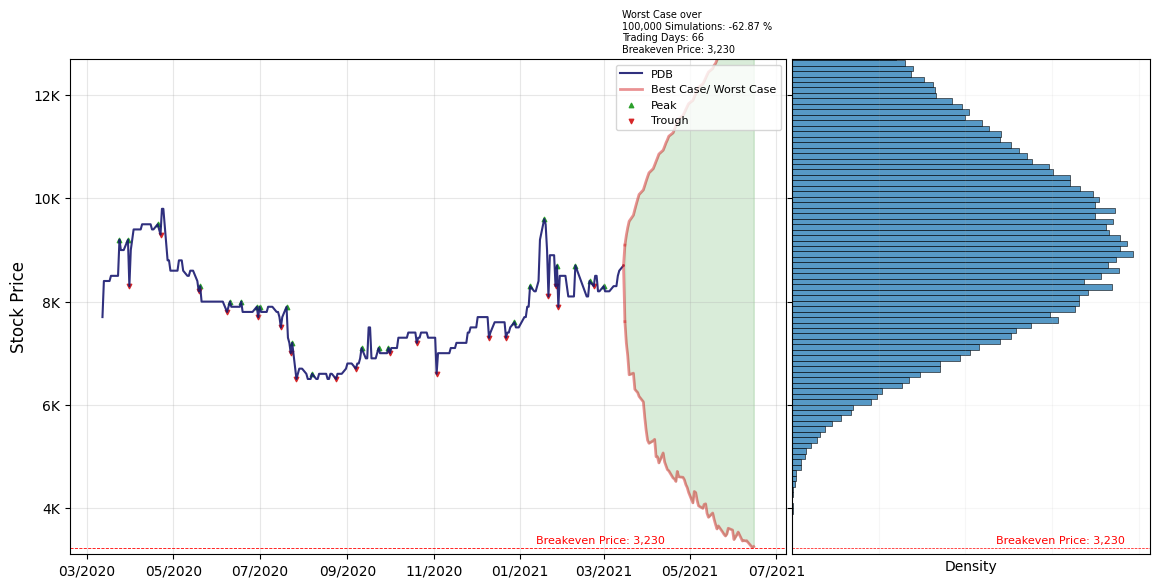 Worst Case over
100,000 Simulations: -62.87 %
Trading Days: 66
Breakeven Price: 3,230
PDB
Best Case/ Worst Case
Peak
Trough
Stock Price
12K
10K
8K
6K
4K
Breakeven Price: 3,230
Breakeven Price: 3,230
03/2020 05/2020 07/2020 09/2020 11/2020 01/2021 03/2021 05/2021 07/2021
Density